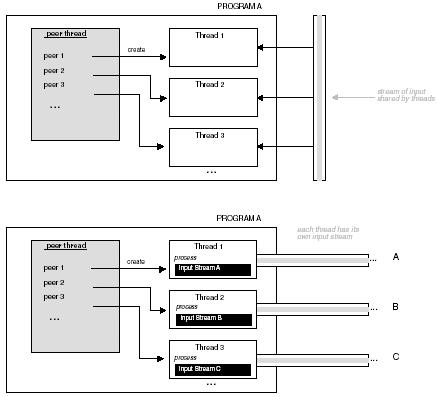 PROGRAM A
peer thread
Thread 1
create
peer 1
peer 2
peer 3
...
Thread 2
Thread 3
...
stream of input
shared by threads
PROGRAM A
each thread has its
own input stream
peer thread
Thread 1
process
Input Stream A
... A
create
peer 1
peer 2
peer 3
...
Thread 2
process
Input Stream B
... B
Thread 3
process
Input Stream C
... C
...